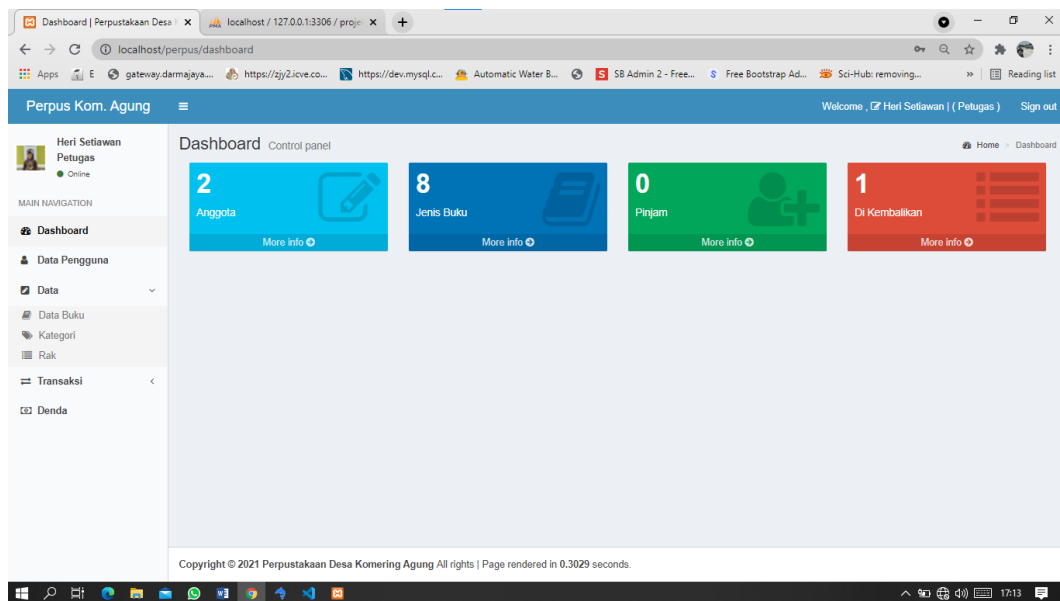 Dashboard | Perpustakaan Desa K
localhost / 127.0.0.1:3306 / proje
localhost/perpus/dashboard
Apps
E
gateway.darmajaya....
https://zjy2.icve.co...
https://dev.mysql.c...
Automatic Water B...
S
SB Admin 2 - Free...
S
Free Bootstrap Ad...
Sci-Hub: removing...
»
Reading list
Perpus Kom. Agung
Welcome , Heri Setiawan | ( Petugas )
Sign out
Heri Setiawan
Petugas
Online
MAIN NAVIGATION
Dashboard
Data Pengguna
Data
Data Buku
Kategori
Rak
Transaksi
Denda
Dashboard Control panel
Home > Dashboard
2
Anggota
More info
8
Jenis Buku
More info
0
Pinjam
More info
1
Di Kembalikan
More info
Copyright © 2021 Perpustakaan Desa Komering Agung All rights | Page rendered in 0.3029 seconds.
17:13